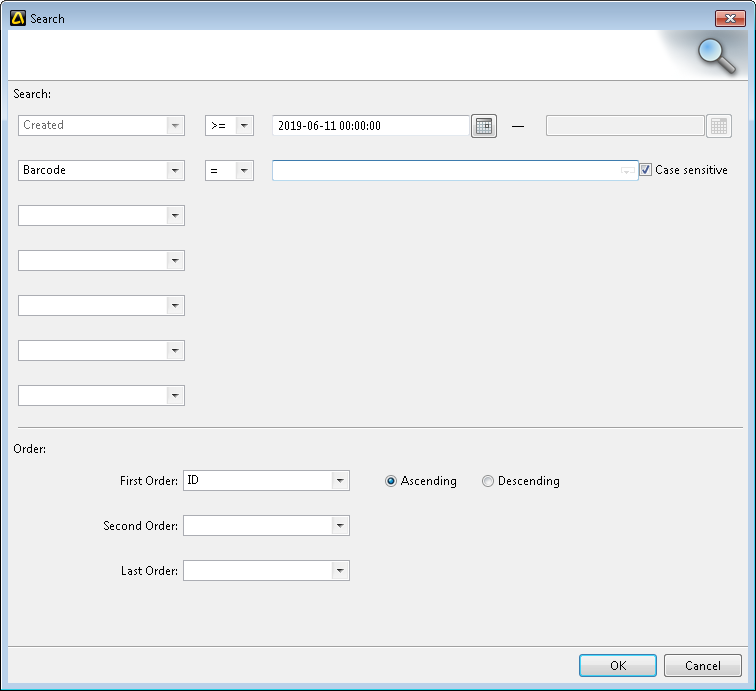 Search
Search:
Created >= 2019-06-11 00:00:00 —
Barcode = Case sensitive
Order:
First Order: ID Ascending Descending
Second Order:
Last Order:
OK Cancel